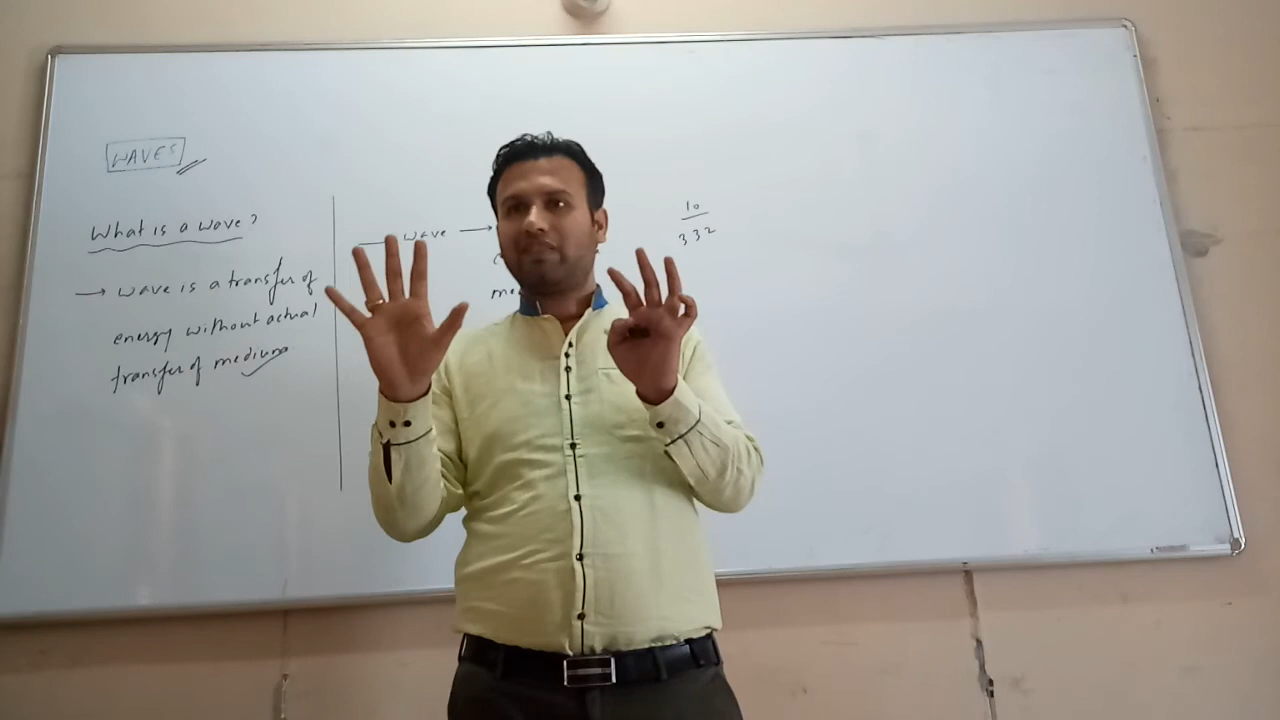 WAVES
What is a wave?
→ wave is a transfer of
energy without actual
transfer of medium
wave →
10
332